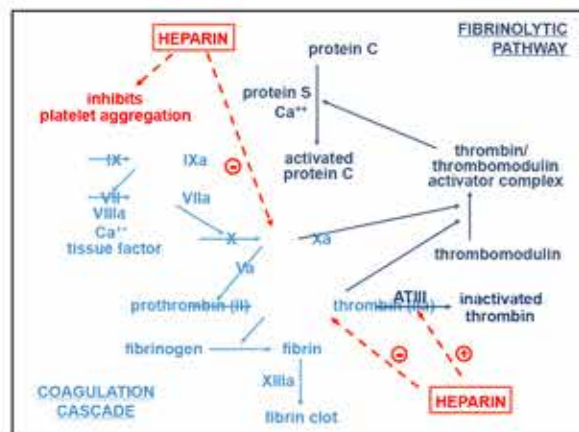 HEPARIN
FIBRINOLYTIC
PATHWAY
protein C
inhibits
platelet aggregation
protein S
Ca++
activated
protein C
thrombin/
thrombomodulin
activator complex
IX
IXa
VII
VIIa
VIIIa
Ca++
tissue factor
X
Xa
thrombomodulin
Va
prothrombin (II)
thrombin
ATIII
inactivated
thrombin
fibrinogen
fibrin
XIIIa
COAGULATION
CASCADE
fibrin clot
HEPARIN